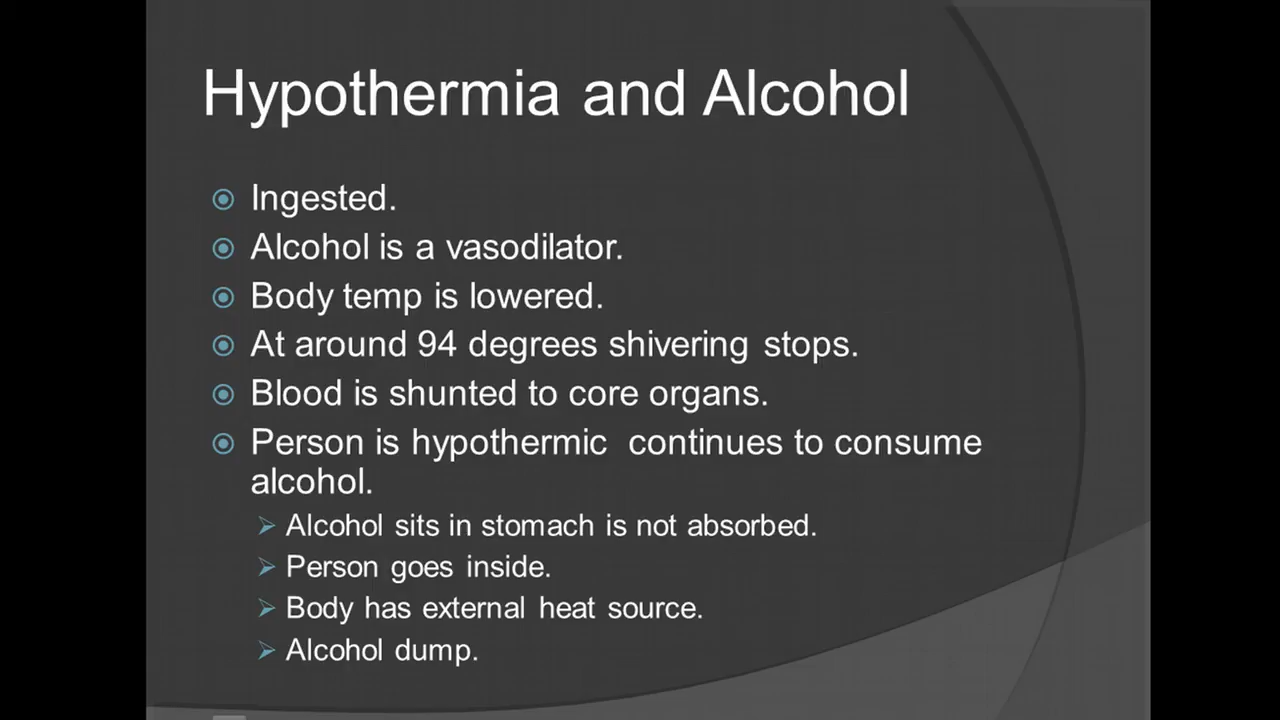 Hypothermia and Alcohol
Ingested.
Alcohol is a vasodilator.
Body temp is lowered.
At around 94 degrees shivering stops.
Blood is shunted to core organs.
Person is hypothermic  continues to consume
alcohol.
Alcohol sits in stomach is not absorbed.
Person goes inside.
Body has external heat source.
Alcohol dump.